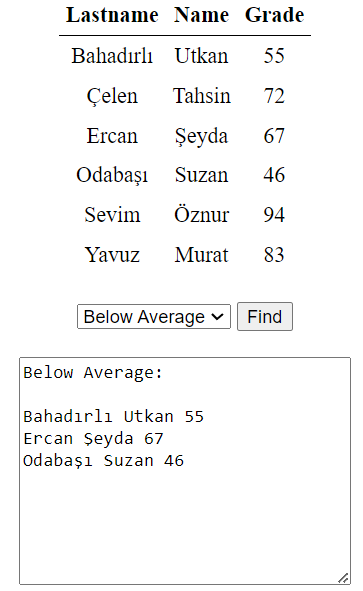 Lastname Name Grade
Bahadırlı Utkan 55
Çelen Tahsin 72
Ercan Şeyda 67
Odabaşı Suzan 46
Sevim Öznur 94
Yavuz Murat 83
Below Average Find
Below Average:
Bahadırlı Utkan 55
Ercan Şeyda 67
Odabaşı Suzan 46